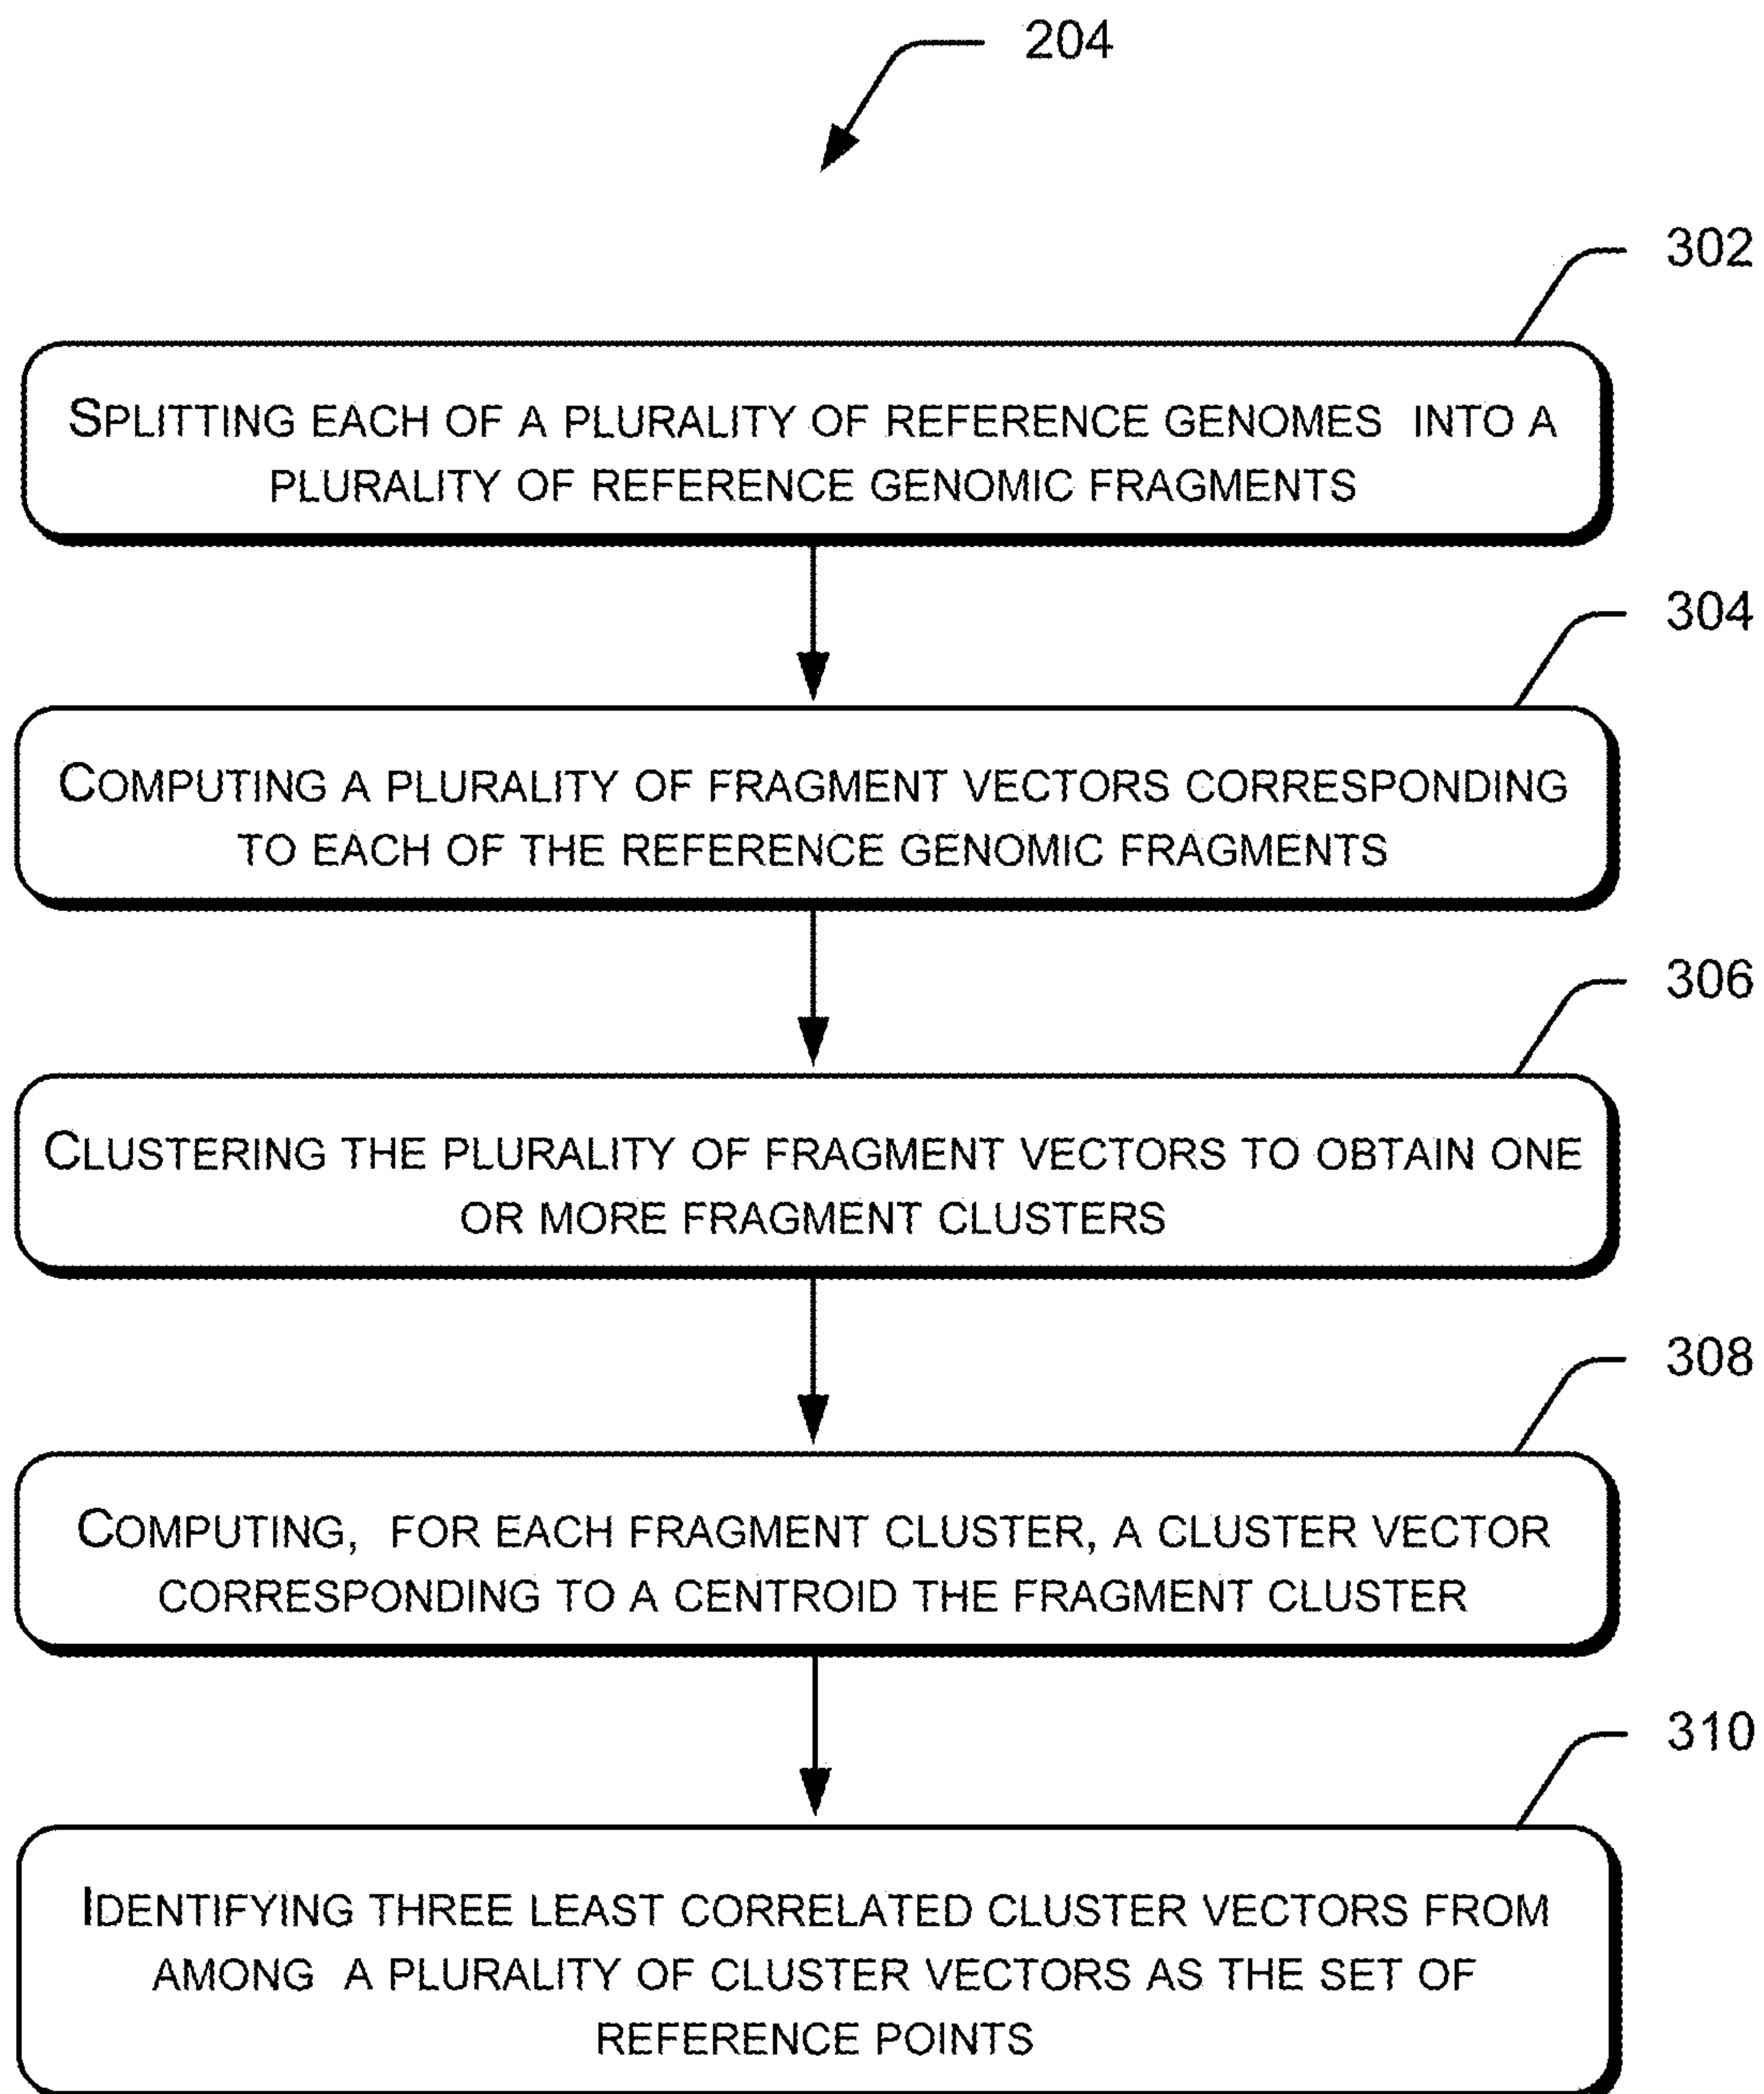 204
302
SPLITTING EACH OF A PLURALITY OF REFERENCE GENOMES INTO A
PLURALITY OF REFERENCE GENOMIC FRAGMENTS
304
COMPUTING A PLURALITY OF FRAGMENT VECTORS CORRESPONDING
TO EACH OF THE REFERENCE GENOMIC FRAGMENTS
306
CLUSTERING THE PLURALITY OF FRAGMENT VECTORS TO OBTAIN ONE
OR MORE FRAGMENT CLUSTERS
308
COMPUTING, FOR EACH FRAGMENT CLUSTER, A CLUSTER VECTOR
CORRESPONDING TO A CENTROID THE FRAGMENT CLUSTER
310
IDENTIFYING THREE LEAST CORRELATED CLUSTER VECTORS FROM
AMONG A PLURALITY OF CLUSTER VECTORS AS THE SET OF
REFERENCE POINTS